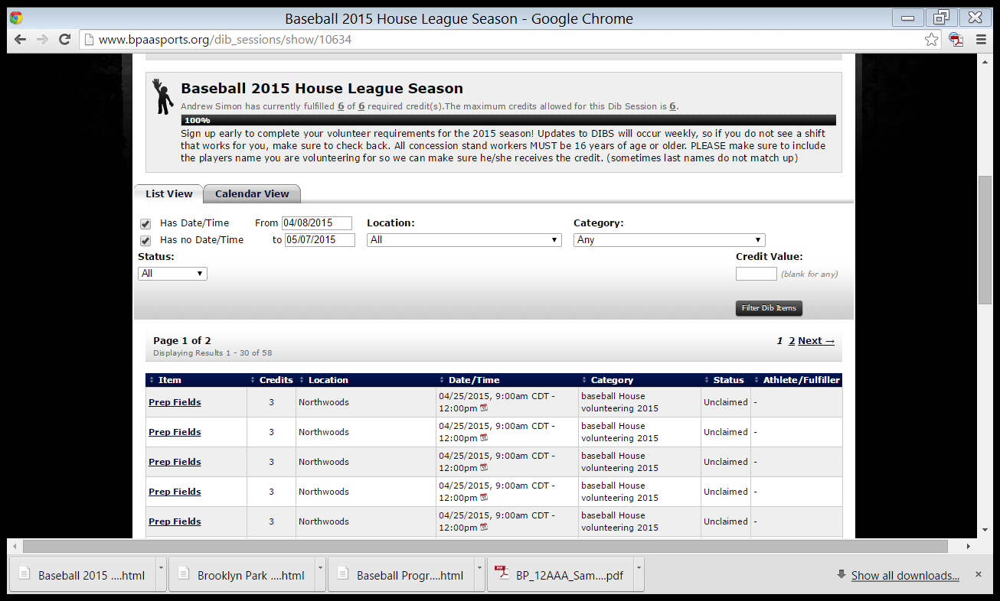 Baseball 2015 House League Season - Google Chrome
www.bpaasports.org/dib_sessions/show/10634
Baseball 2015 House League Season
Andrew Simon has currently fulfilled 6 of 6 required credit(s).The maximum credits allowed for this Dib Session is 6.
100%
Sign up early to complete your volunteer requirements for the 2015 season! Updates to DIBS will occur weekly, so if you do not see a shift
that works for you, make sure to check back. All concession stand workers MUST be 16 years of age or older. PLEASE make sure to include
the players name you are volunteering for so we can make sure he/she receives the credit. (sometimes last names do not match up)
List View Calendar View
Has Date/Time From 04/08/2015 Location: Category:
Has no Date/Time to 05/07/2015 All Any
Status: Credit Value:
All (blank for any)
Filter Dib Items
Page 1 of 2 1 2 Next →
Displaying Results 1 - 30 of 58
Item Credits Location Date/Time Category Status Athlete/Fulfiller
Prep Fields 3 Northwoods 04/25/2015, 9:00am CDT - 12:00pm baseball House volunteering 2015 Unclaimed -
Prep Fields 3 Northwoods 04/25/2015, 9:00am CDT - 12:00pm baseball House volunteering 2015 Unclaimed -
Prep Fields 3 Northwoods 04/25/2015, 9:00am CDT - 12:00pm baseball House volunteering 2015 Unclaimed -
Prep Fields 3 Northwoods 04/25/2015, 9:00am CDT - 12:00pm baseball House volunteering 2015 Unclaimed -
Prep Fields 3 Northwoods 04/25/2015, 9:00am CDT - 12:00pm baseball House volunteering 2015 Unclaimed -
Baseball 2015 ....html Brooklyn Park ....html Baseball Progr....html BP_12AAA_Sam....pdf Show all downloads...